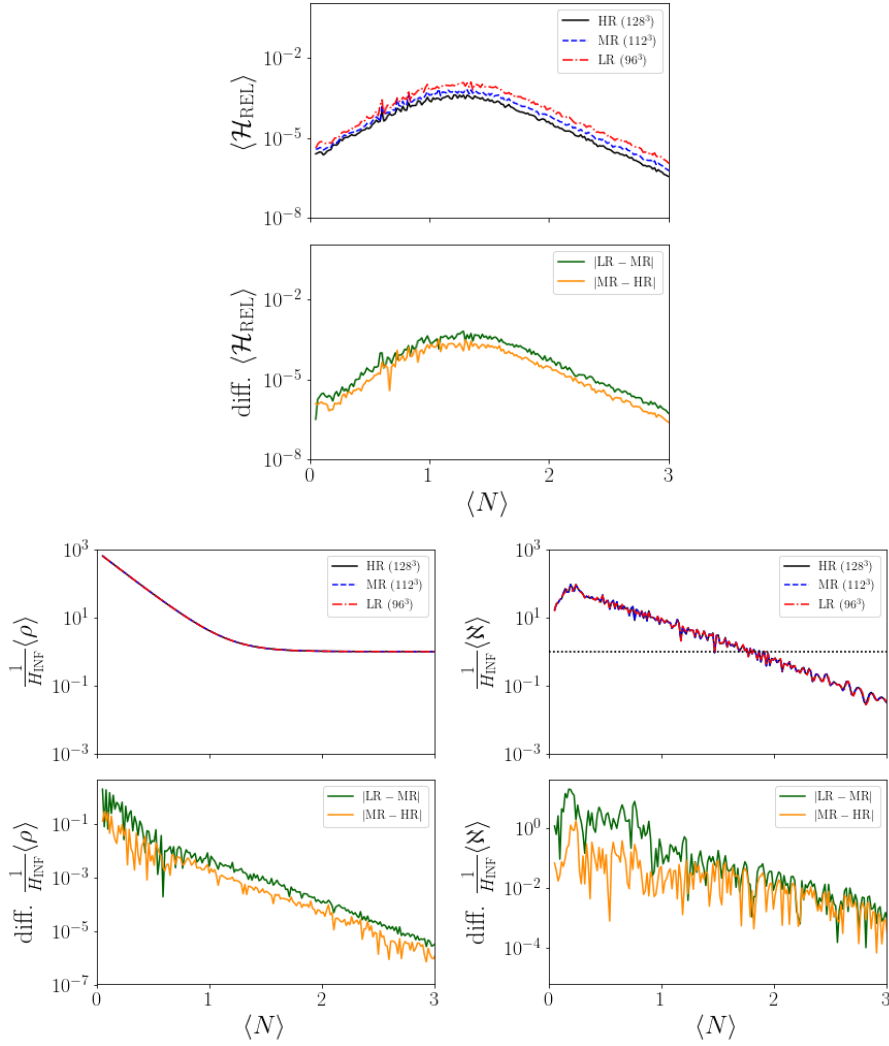 HR (128³)
MR (112³)
LR (96³)
⟨ℋ_REL⟩
10⁻²
10⁻⁵
10⁻⁸
|LR − MR|
|MR − HR|
diff. ⟨ℋ_REL⟩
10⁻²
10⁻⁵
10⁻⁸
0 1 2 3
⟨N⟩
HR (128³)
MR (112³)
LR (96³)
1/H_INF ⟨ρ⟩
10³
10¹
10⁻¹
10⁻³
HR (128³)
MR (112³)
LR (96³)
1/H_INF ⟨ℵ⟩
10³
10¹
10⁻¹
10⁻³
|LR − MR|
|MR − HR|
diff. 1/H_INF ⟨ρ⟩
10⁻¹
10⁻³
10⁻⁵
10⁻⁷
0 1 2 3
⟨N⟩
|LR − MR|
|MR − HR|
diff. 1/H_INF ⟨ℵ⟩
10⁰
10⁻²
10⁻⁴
0 1 2 3
⟨N⟩